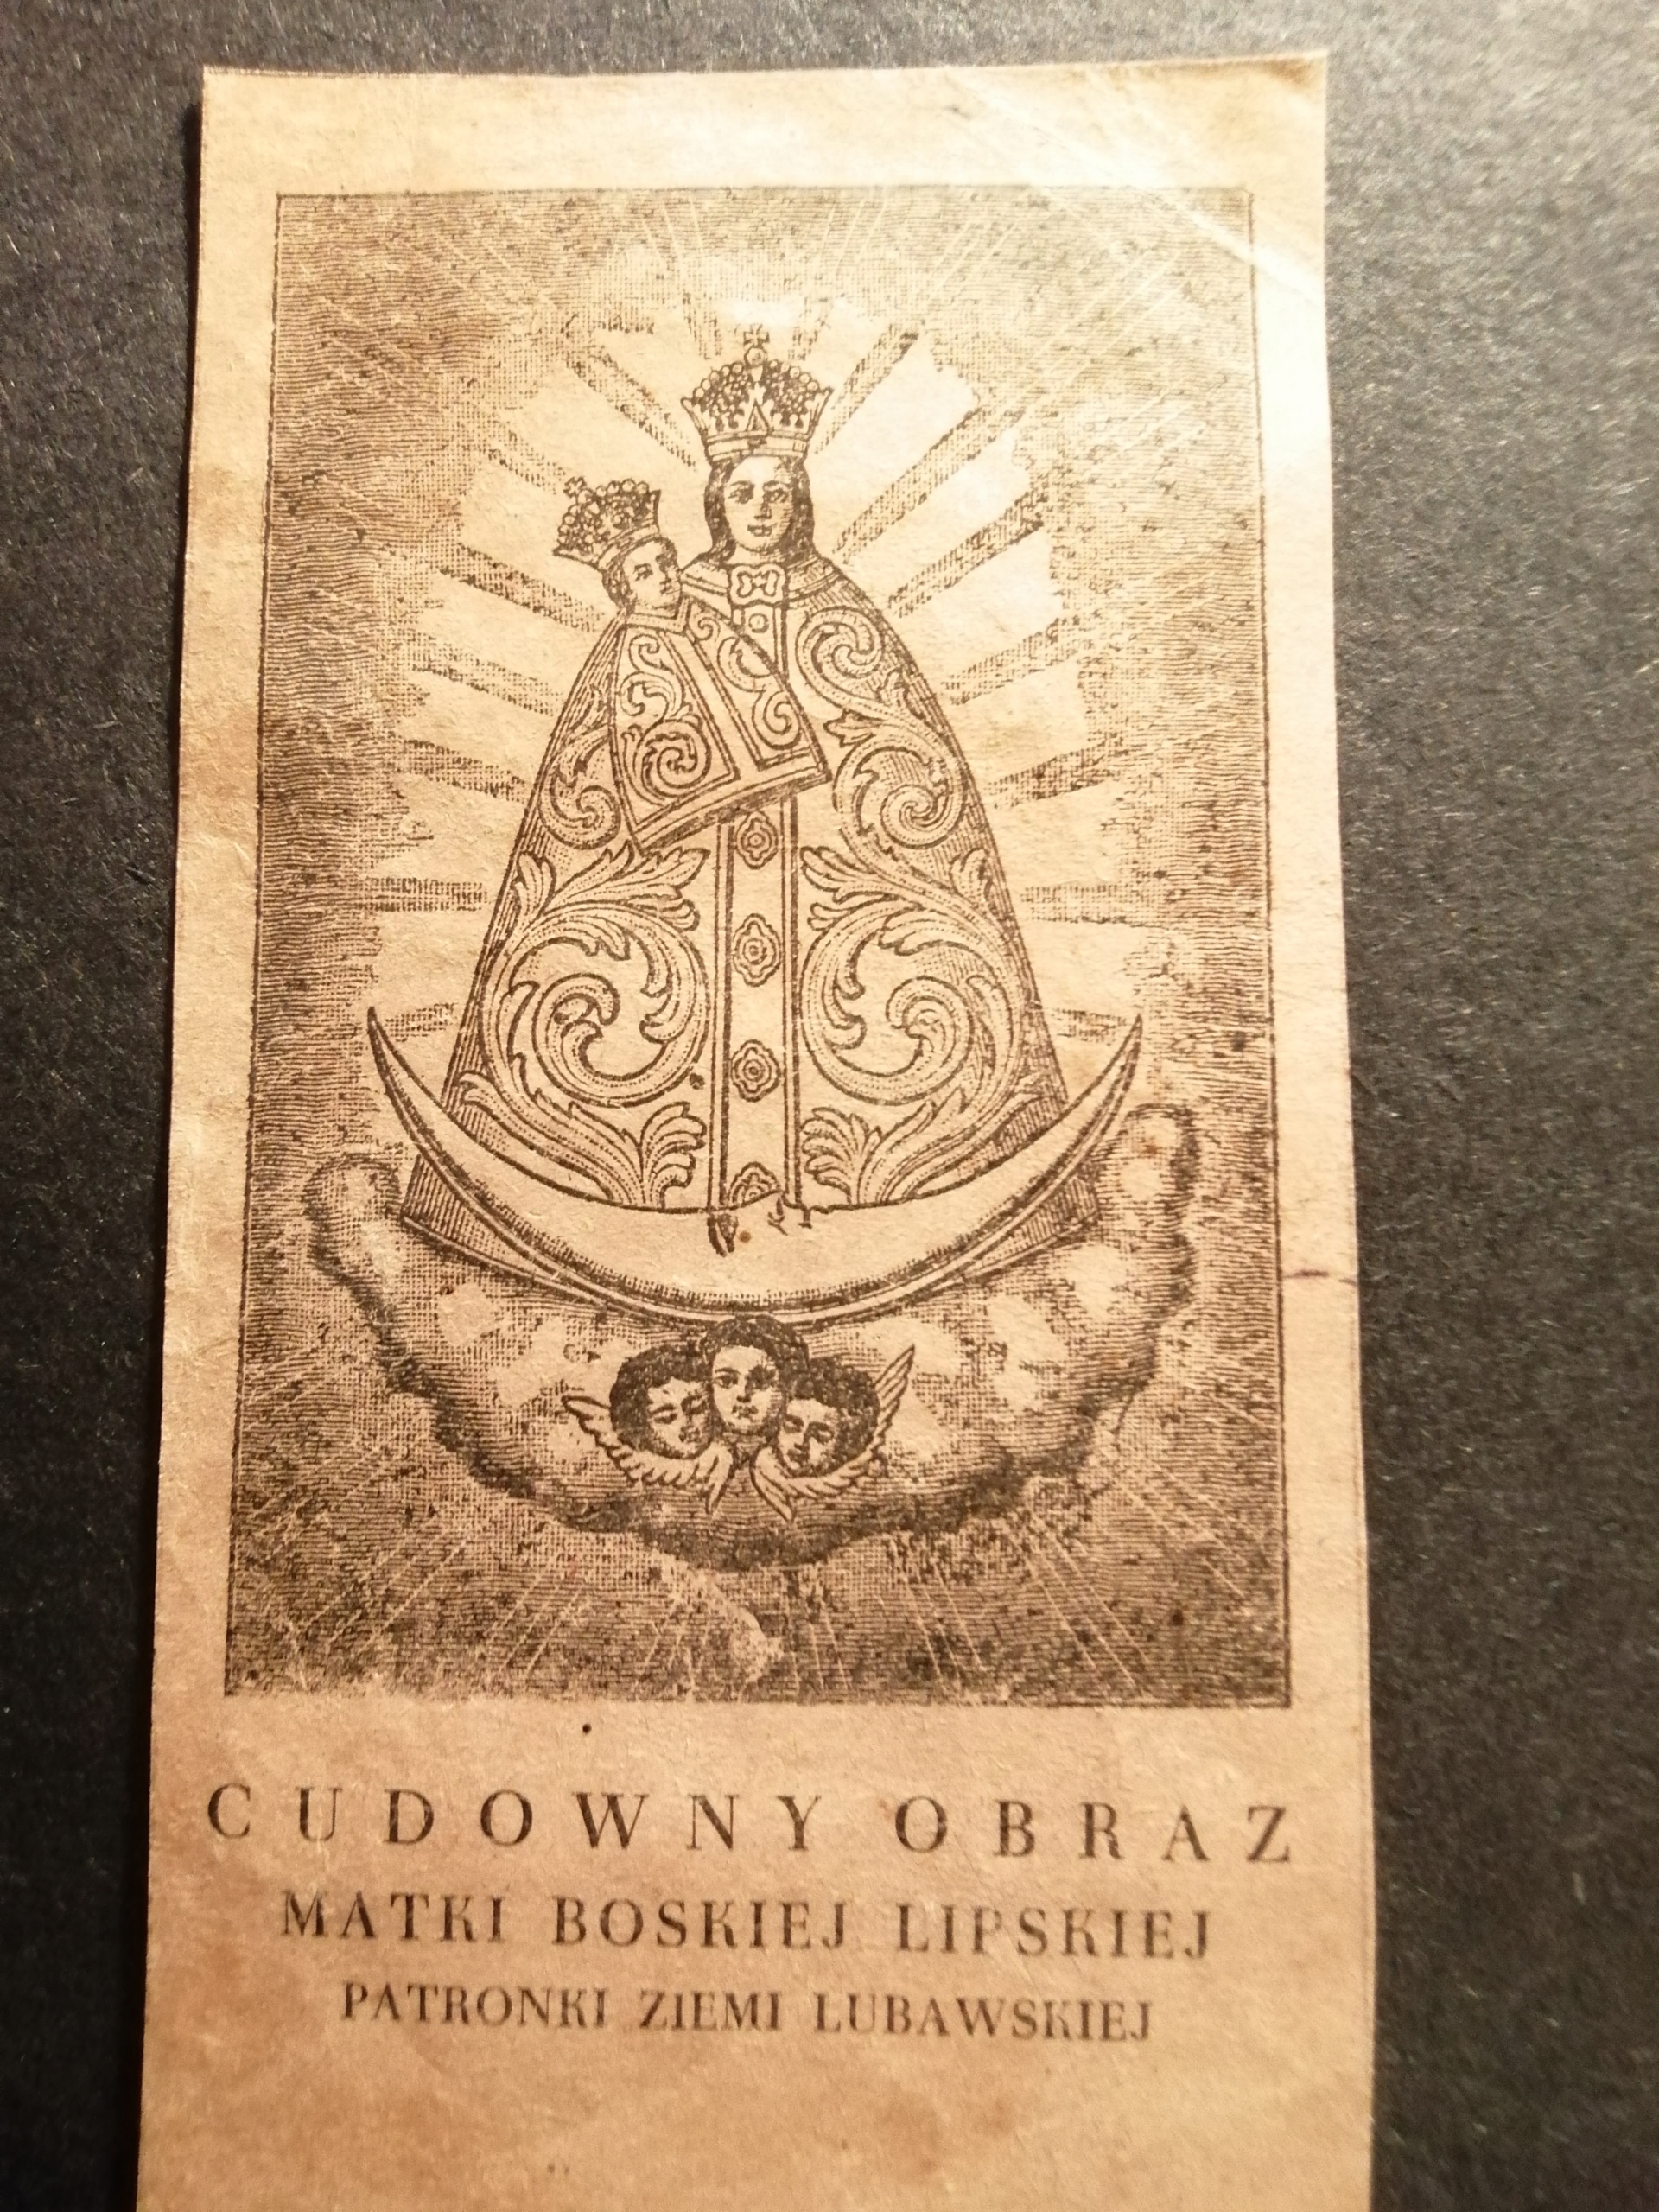 CUDOWNY OBRAZ
MATKI BOSKIEJ LIPSKIEJ
PATRONKI ZIEMI LUBAWSKIEJ